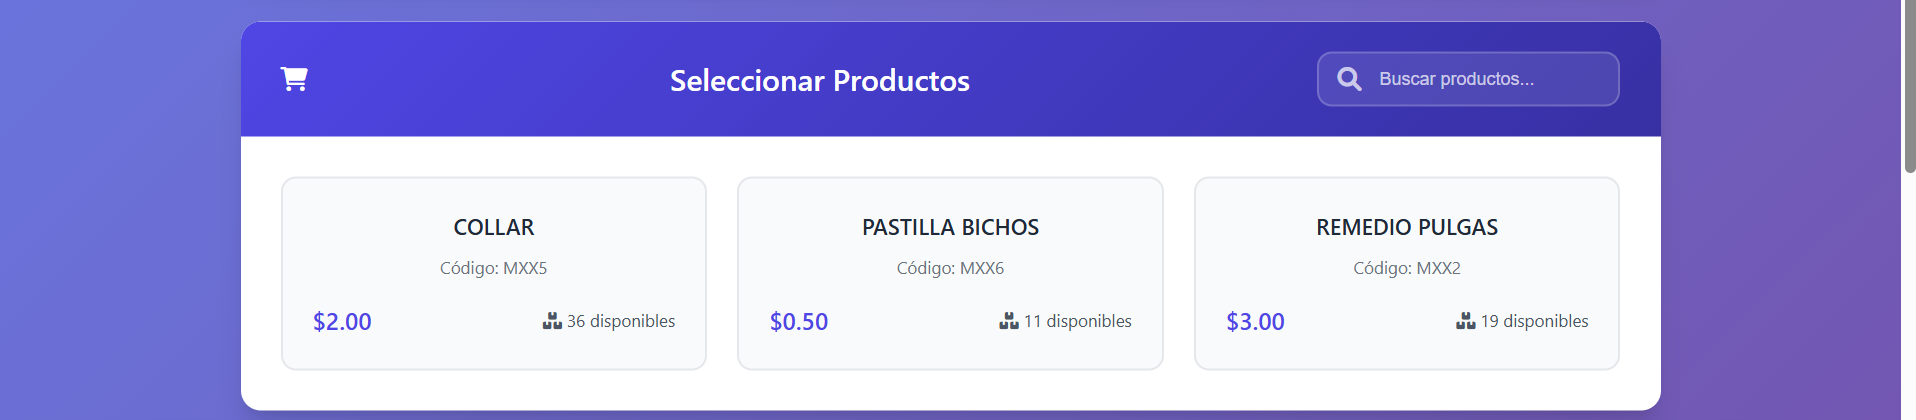 Seleccionar Productos
Buscar productos...
COLLAR
Código: MXX5
$2.00
36 disponibles
PASTILLA BICHOS
Código: MXX6
$0.50
11 disponibles
REMEDIO PULGAS
Código: MXX2
$3.00
19 disponibles